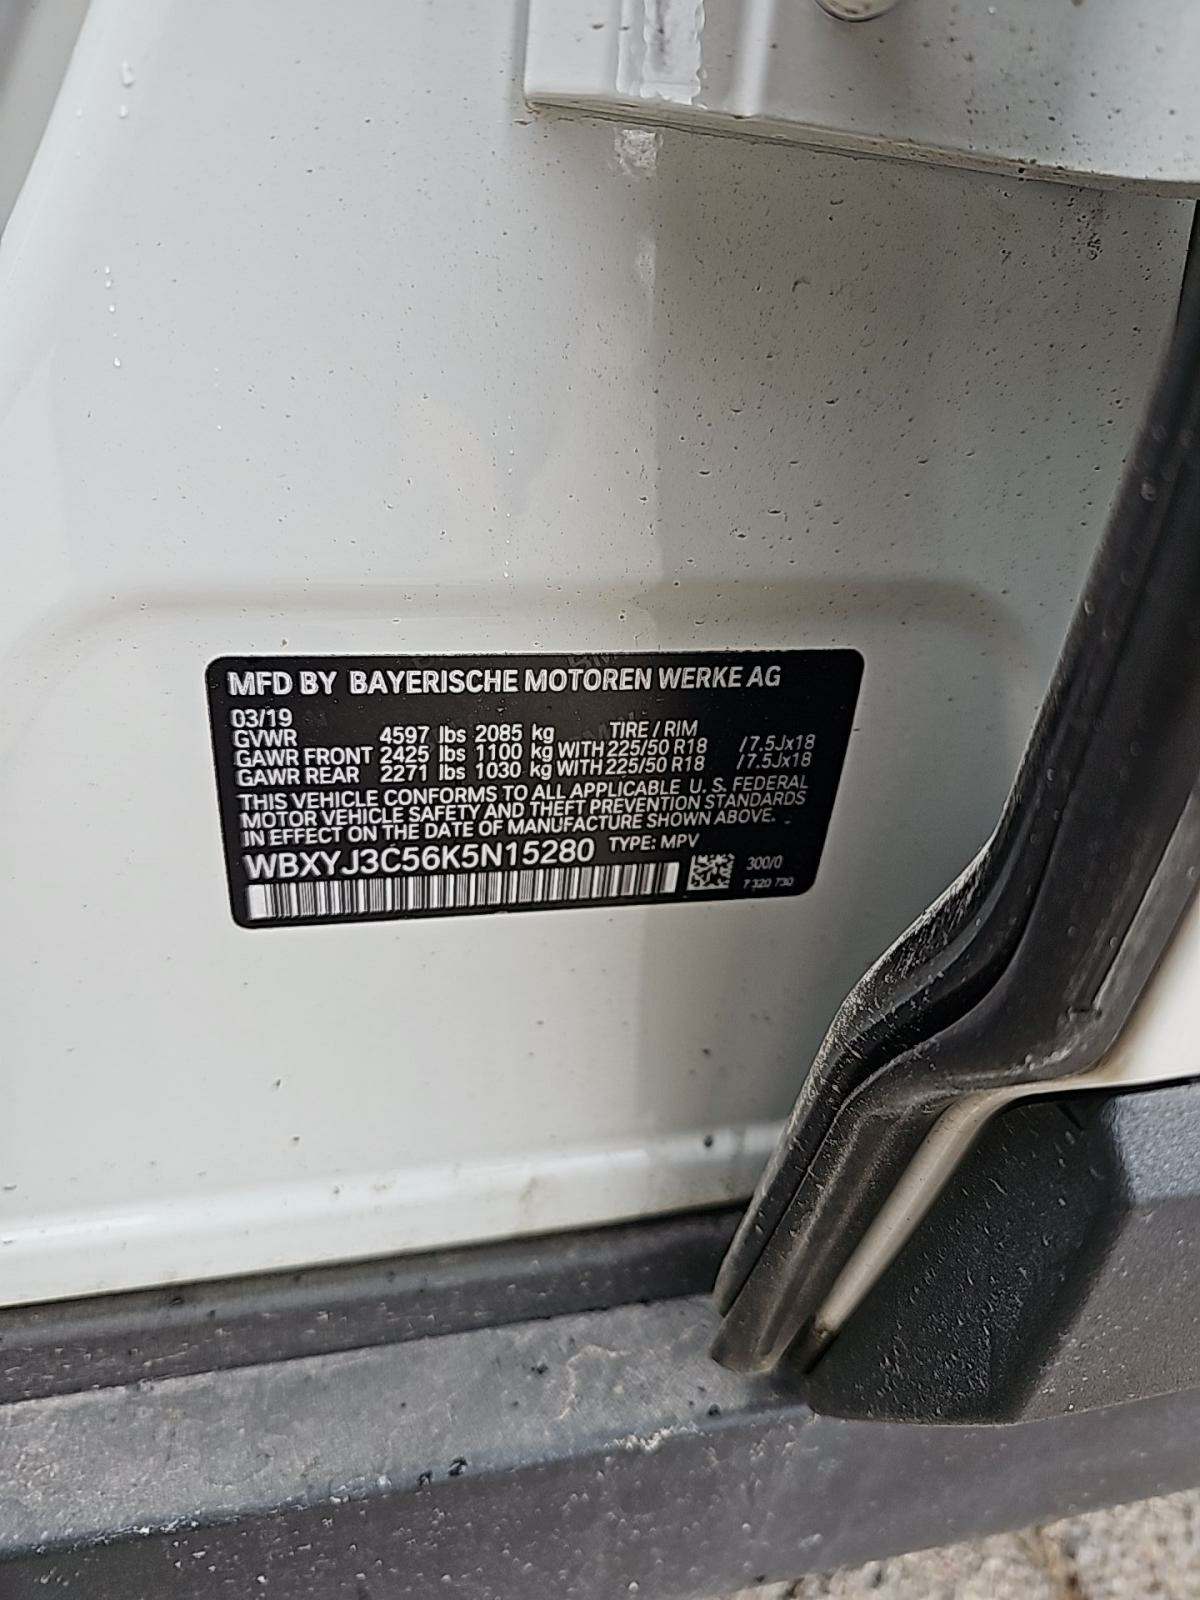 MFD BY BAYERISCHE MOTOREN WERKE AG
03/19
GVWR 4597 lbs 2085 kg TIRE / RIM
GAWR FRONT 2425 lbs 1100 kg WITH 225/50 R18 /7.5Jx18
GAWR REAR 2271 lbs 1030 kg WITH 225/50 R18 /7.5Jx18
THIS VEHICLE CONFORMS TO ALL APPLICABLE U. S. FEDERAL
MOTOR VEHICLE SAFETY AND THEFT PREVENTION STANDARDS
IN EFFECT ON THE DATE OF MANUFACTURE SHOWN ABOVE.
WBXYJ3C56K5N15280 TYPE: MPV
300/0
7 320 730